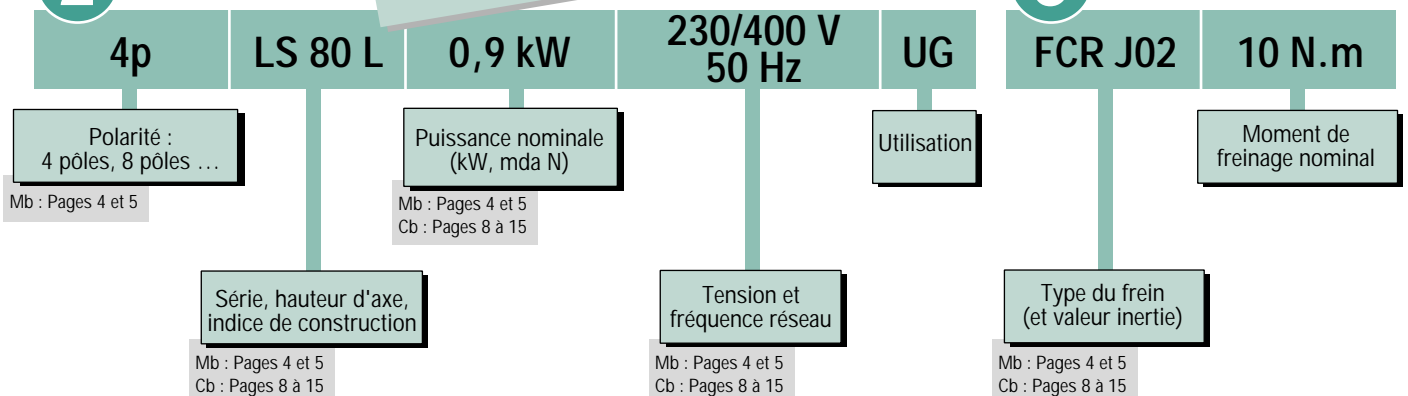 4p
LS 80 L
0,9 kW
230/400 V
50 Hz
UG
FCR J02
10 N.m
Polarité :
4 pôles, 8 pôles …
Mb : Pages 4 et 5
Puissance nominale
(kW, mda N)
Mb : Pages 4 et 5
Cb : Pages 8 à 15
Utilisation
Moment de
freinage nominal
Série, hauteur d'axe,
indice de construction
Mb : Pages 4 et 5
Cb : Pages 8 à 15
Tension et
fréquence réseau
Mb : Pages 4 et 5
Cb : Pages 8 à 15
Type du frein
(et valeur inertie)
Mb : Pages 4 et 5
Cb : Pages 8 à 15